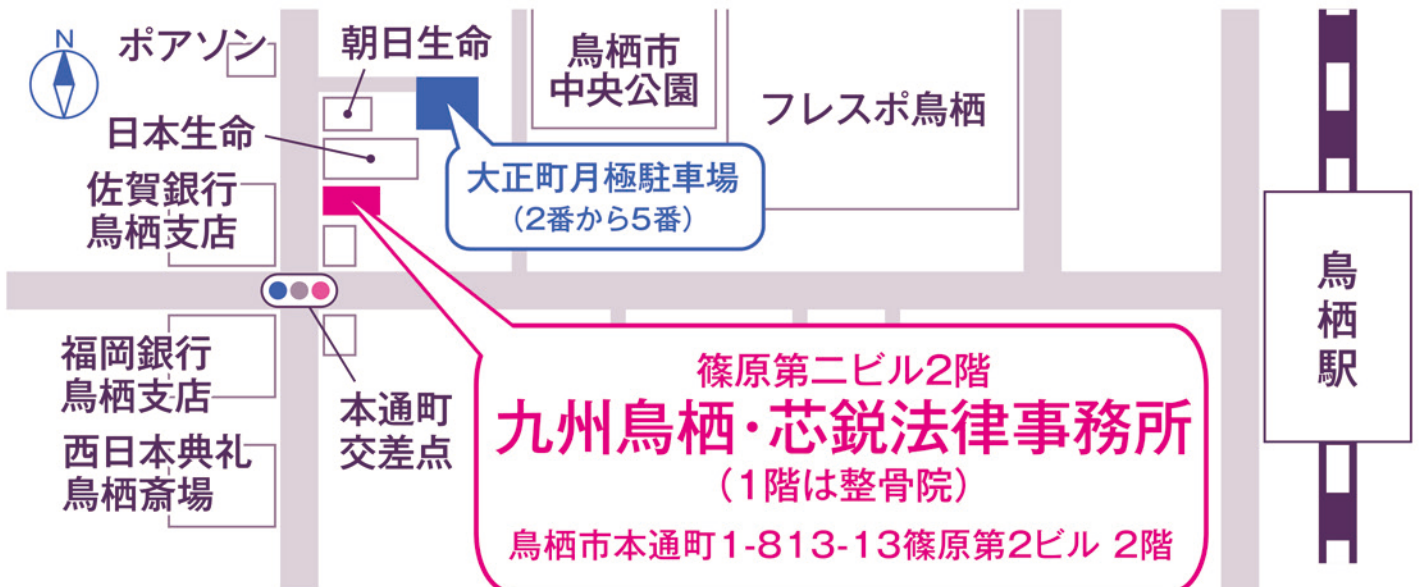 N
ポアソン
朝日生命
鳥栖市
中央公園
フレスポ鳥栖
日本生命
大正町月極駐車場
(2番から5番)
佐賀銀行
鳥栖支店
鳥栖駅
福岡銀行
鳥栖支店
本通町
交差点
西日本典礼
鳥栖斎場
篠原第二ビル2階
九州鳥栖・芯鋭法律事務所
(1階は整骨院)
鳥栖市本通町1-813-13篠原第2ビル 2階